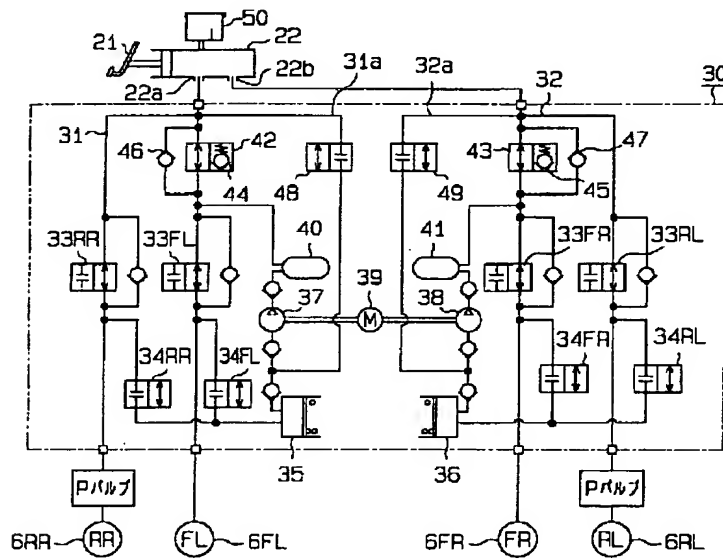 50
21
22
22a
22b
31a
32a
32
30
31
46
42
44
48
49
43
45
47
33RR
33FL
40
41
33FR
33RL
37
39
M
38
34RR
34FL
34FR
34RL
35
36
Pバルブ
Pバルブ
6RR
RR
FL
6FL
6FR
FR
RL
6RL